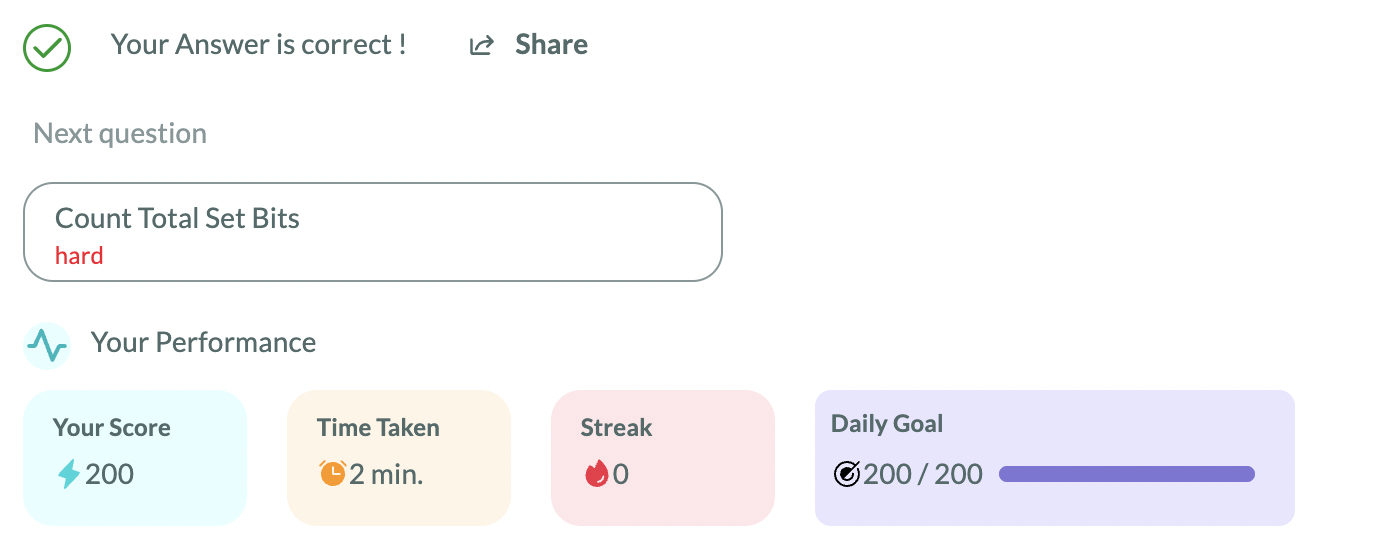 Your Answer is correct ! Share
Next question
Count Total Set Bits
hard
Your Performance
Your Score
200
Time Taken
2 min.
Streak
0
Daily Goal
200 / 200